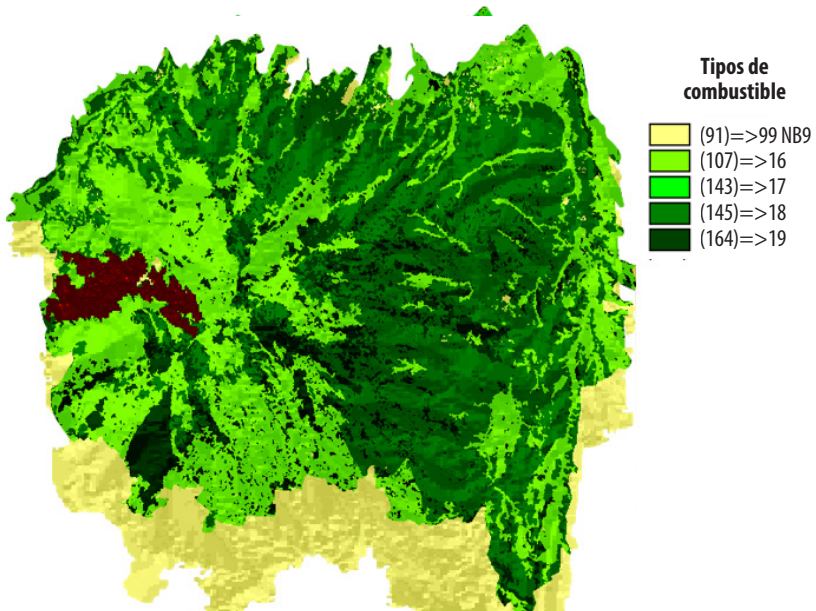 Tipos de
combustible
(91)=>99 NB9
(107)=>16
(143)=>17
(145)=>18
(164)=>19